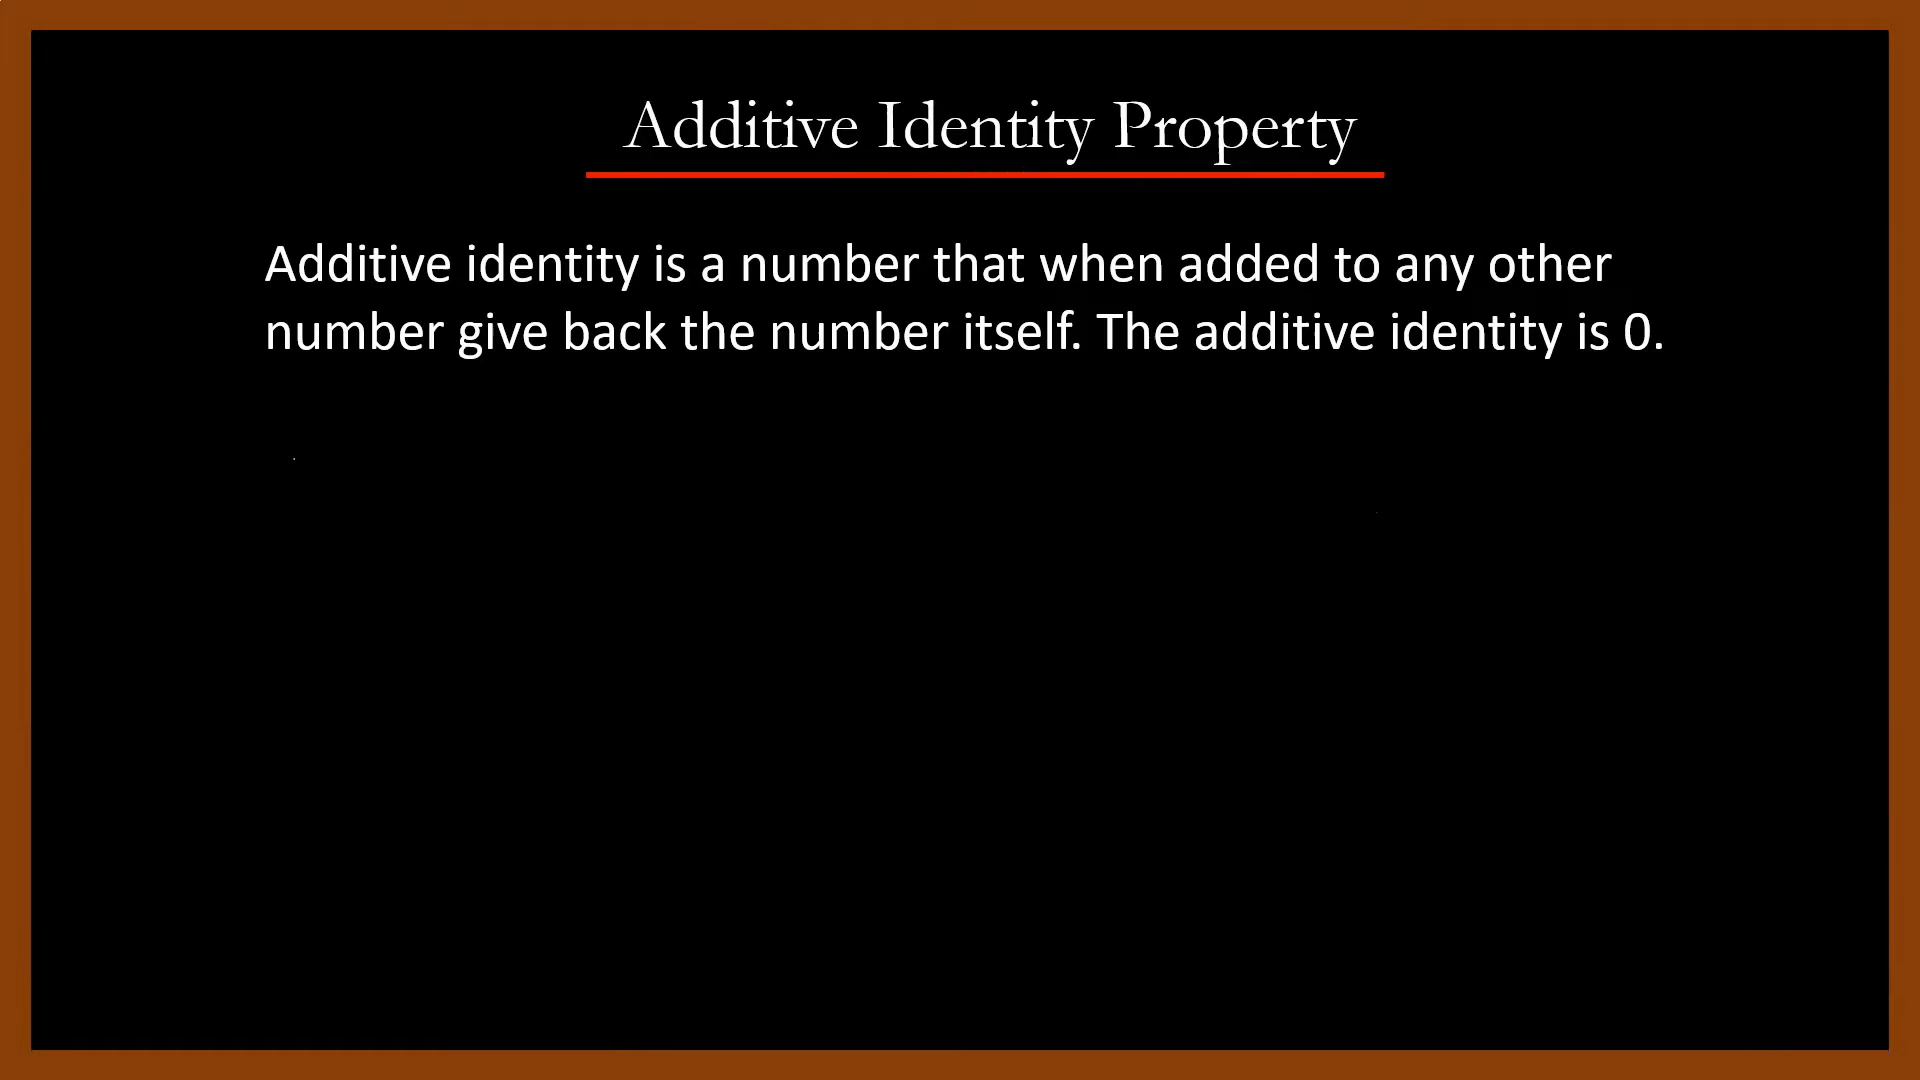 Additive Identity Property
Additive identity is a number that when added to any other
number give back the number itself. The additive identity is 0.